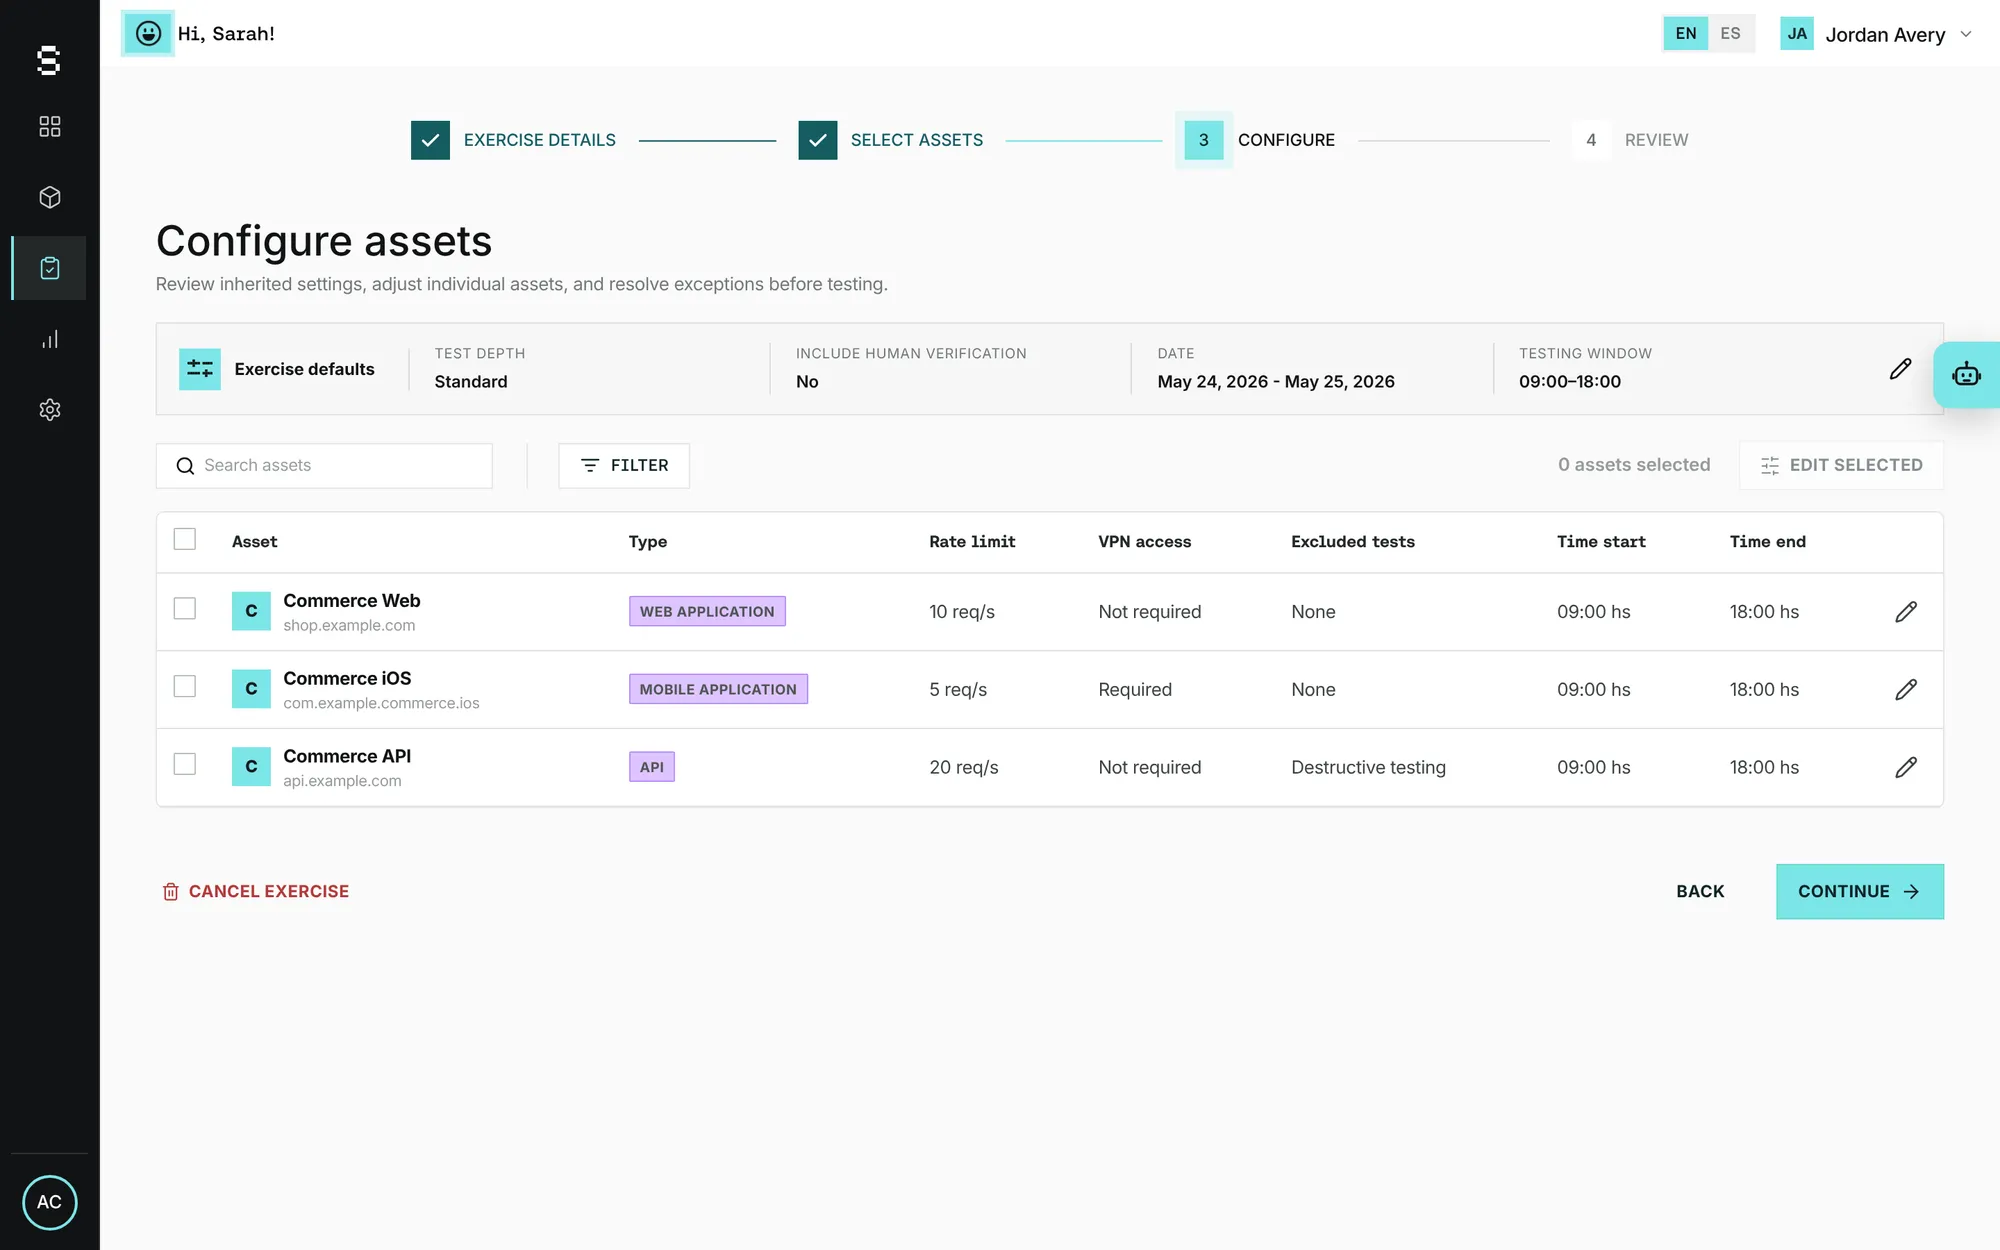 Hi, Sarah!
EN ES
JA Jordan Avery
EXERCISE DETAILS
SELECT ASSETS
3 CONFIGURE
4 REVIEW
Configure assets
Review inherited settings, adjust individual assets, and resolve exceptions before testing.
Exercise defaults
TEST DEPTH
Standard
INCLUDE HUMAN VERIFICATION
No
DATE
May 24, 2026 - May 25, 2026
TESTING WINDOW
09:00–18:00
Search assets
FILTER
0 assets selected
EDIT SELECTED
Asset Type Rate limit VPN access Excluded tests Time start Time end
C Commerce Web
shop.example.com
WEB APPLICATION 10 req/s Not required None 09:00 hs 18:00 hs
C Commerce iOS
com.example.commerce.ios
MOBILE APPLICATION 5 req/s Required None 09:00 hs 18:00 hs
C Commerce API
api.example.com
API 20 req/s Not required Destructive testing 09:00 hs 18:00 hs
CANCEL EXERCISE
BACK
CONTINUE
S
AC